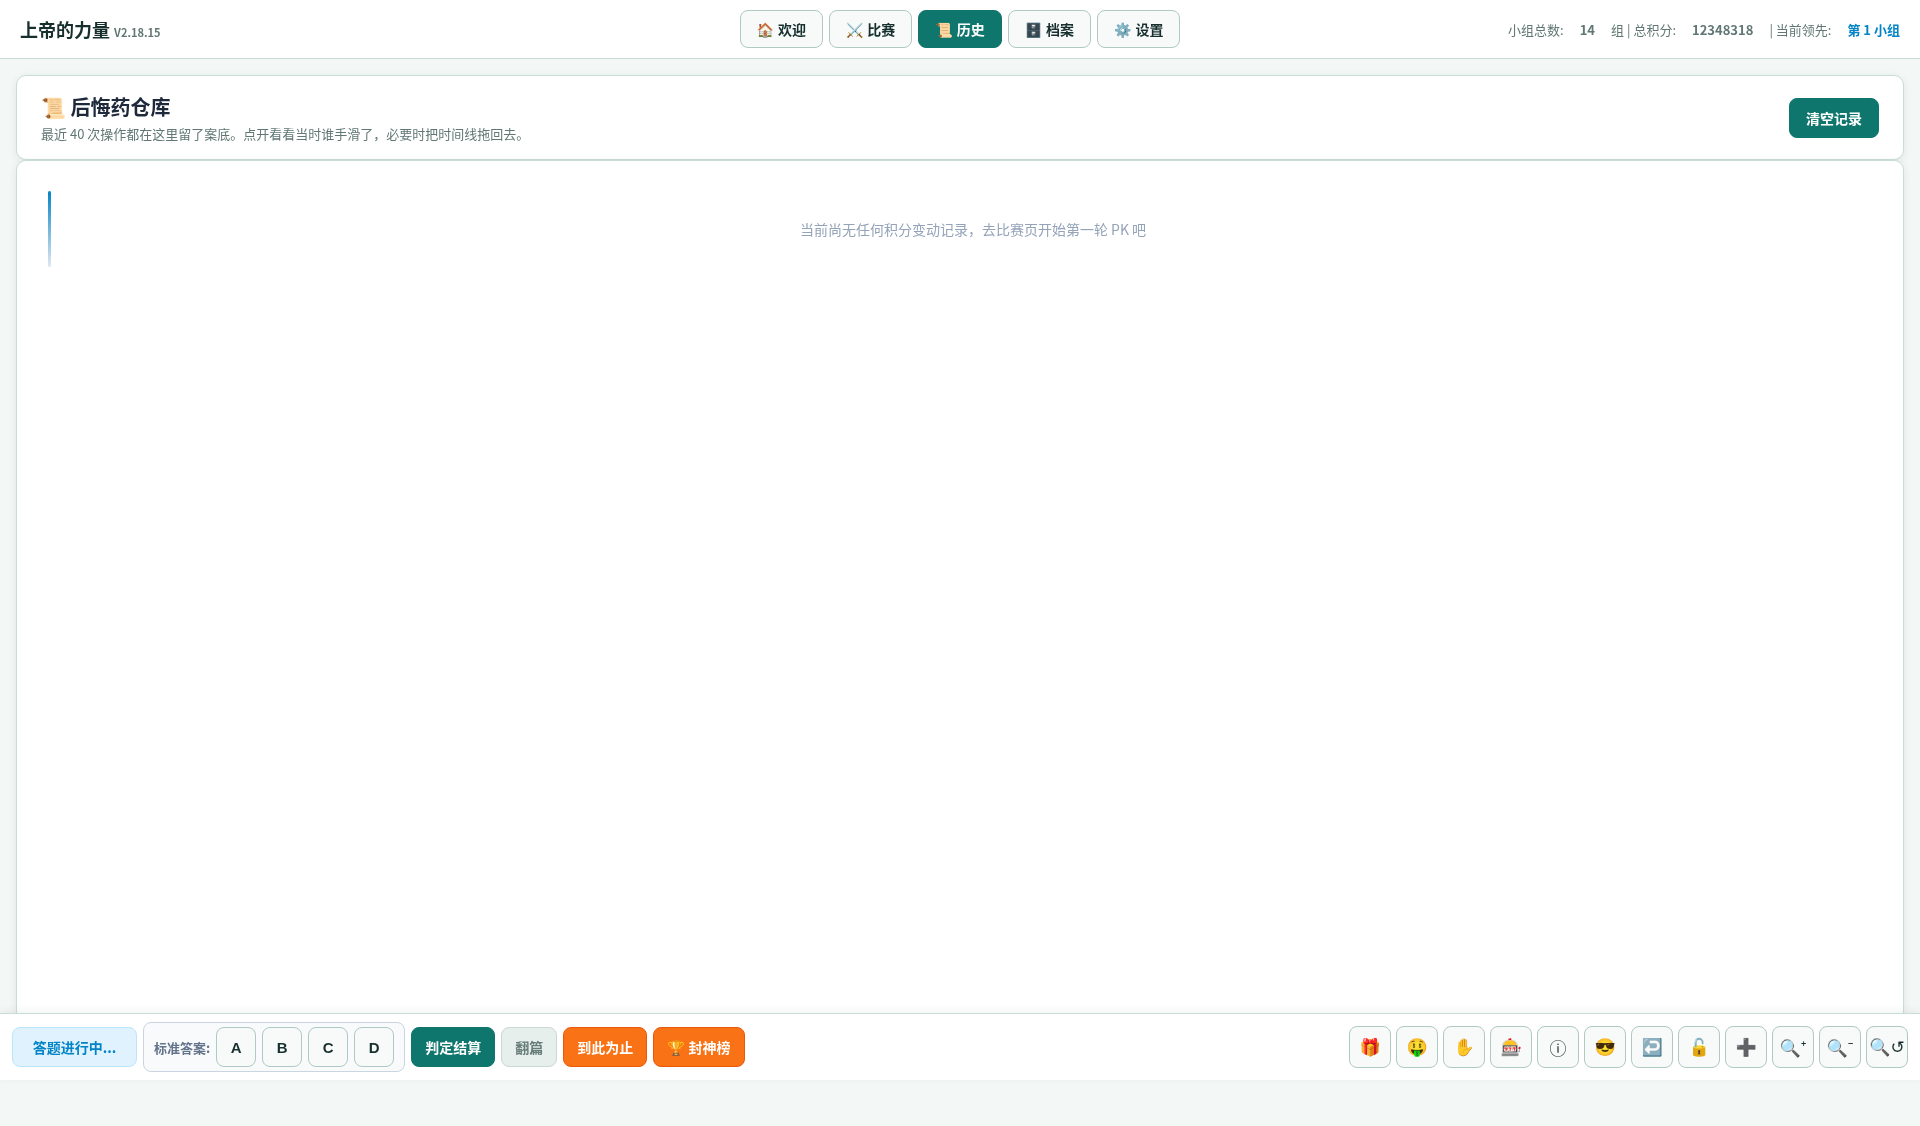 上帝的力量 V2.18.15
🏠 欢迎
⚔️ 比赛
📜 历史
🗄️ 档案
⚙️ 设置
小组总数: 14 组 | 总积分: 12348318 | 当前领先: 第 1 小组
📜 后悔药仓库
最近 40 次操作都在这里留了案底。点开看看当时谁手滑了，必要时把时间线拖回去。
清空记录
当前尚无任何积分变动记录，去比赛页开始第一轮 PK 吧
答题进行中...
标准答案: A B C D
判定结算
翻篇
到此为止
🏆 封神榜